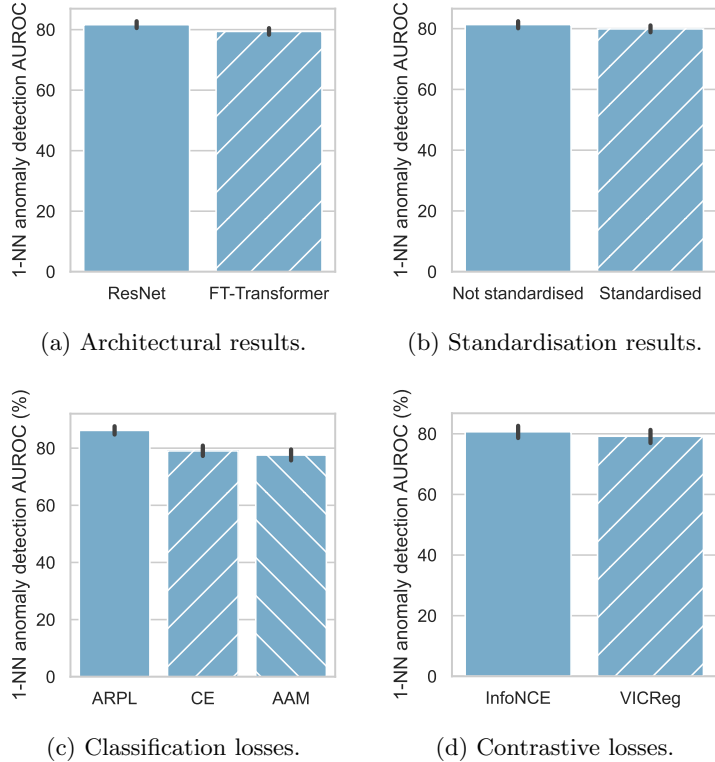 1-NN anomaly detection AUROC
80
60
40
20
0
ResNet
FT-Transformer
(a) Architectural results.
1-NN anomaly detection AUROC
80
60
40
20
0
Not standardised
Standardised
(b) Standardisation results.
1-NN anomaly detection AUROC (%)
80
60
40
20
0
ARPL
CE
AAM
(c) Classification losses.
1-NN anomaly detection AUROC (%)
80
60
40
20
0
InfoNCE
VICReg
(d) Contrastive losses.